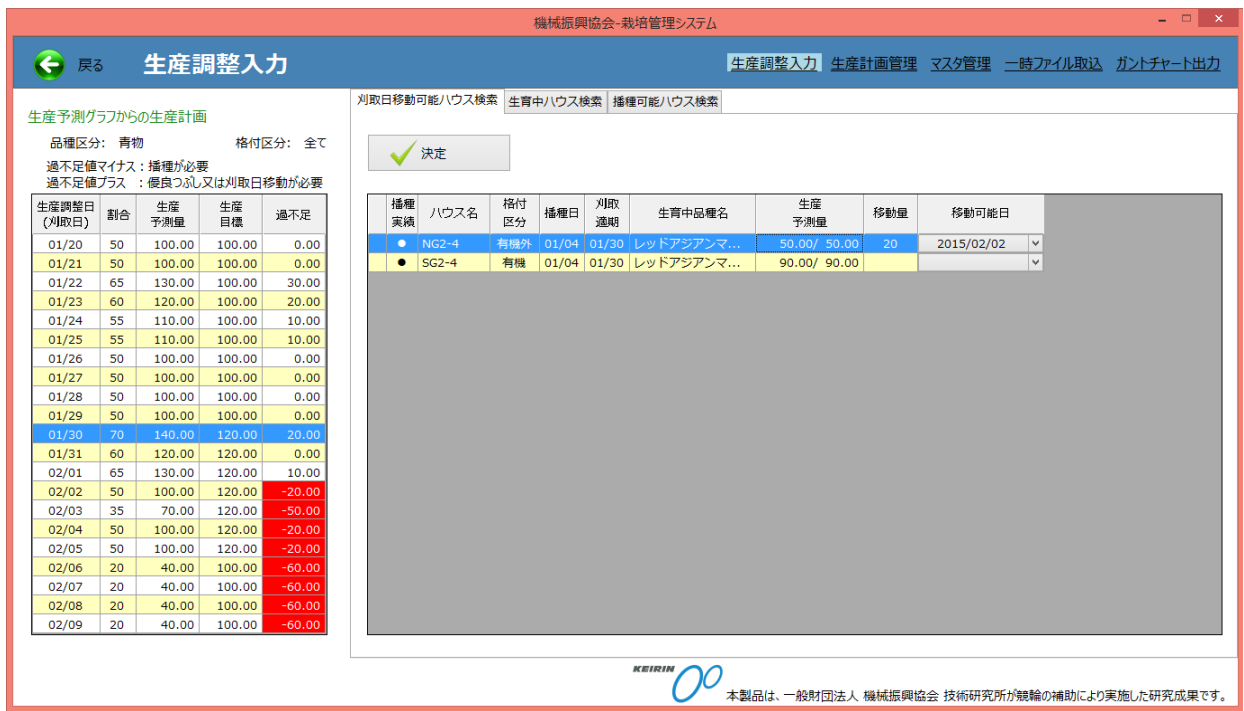 機械振興協会-栽培管理システム
戻る 生産調整入力 生産調整入力 生産計画管理 マスタ管理 一時ファイル取込 ガントチャート出力
生産予測グラフからの生産計画
品種区分： 青物 格付区分： 全て
過不足値マイナス：播種が必要
過不足値プラス ：優良つぶし又は刈取日移動が必要
生産調整日(刈取日) 割合 生産予測量 生産目標 過不足
01/20 50 100.00 100.00 0.00
01/21 50 100.00 100.00 0.00
01/22 65 130.00 100.00 30.00
01/23 60 120.00 100.00 20.00
01/24 55 110.00 100.00 10.00
01/25 55 110.00 100.00 10.00
01/26 50 100.00 100.00 0.00
01/27 50 100.00 100.00 0.00
01/28 50 100.00 100.00 0.00
01/29 50 100.00 100.00 0.00
01/30 70 140.00 120.00 20.00
01/31 60 120.00 120.00 0.00
02/01 65 130.00 120.00 10.00
02/02 50 100.00 120.00 -20.00
02/03 35 70.00 120.00 -50.00
02/04 50 100.00 120.00 -20.00
02/05 50 100.00 120.00 -20.00
02/06 20 40.00 100.00 -60.00
02/07 20 40.00 100.00 -60.00
02/08 20 40.00 100.00 -60.00
02/09 20 40.00 100.00 -60.00
刈取日移動可能ハウス検索 生育中ハウス検索 播種可能ハウス検索
決定
播種実績 ハウス名 格付区分 播種日 刈取適期 生育中品種名 生産予測量 移動量 移動可能日
● NG2-4 有機外 01/04 01/30 レッドアジアンマ... 50.00/ 50.00 20 2015/02/02
● SG2-4 有機 01/04 01/30 レッドアジアンマ... 90.00/ 90.00
KEIRIN
本製品は、一般財団法人 機械振興協会 技術研究所が競輪の補助により実施した研究成果です。